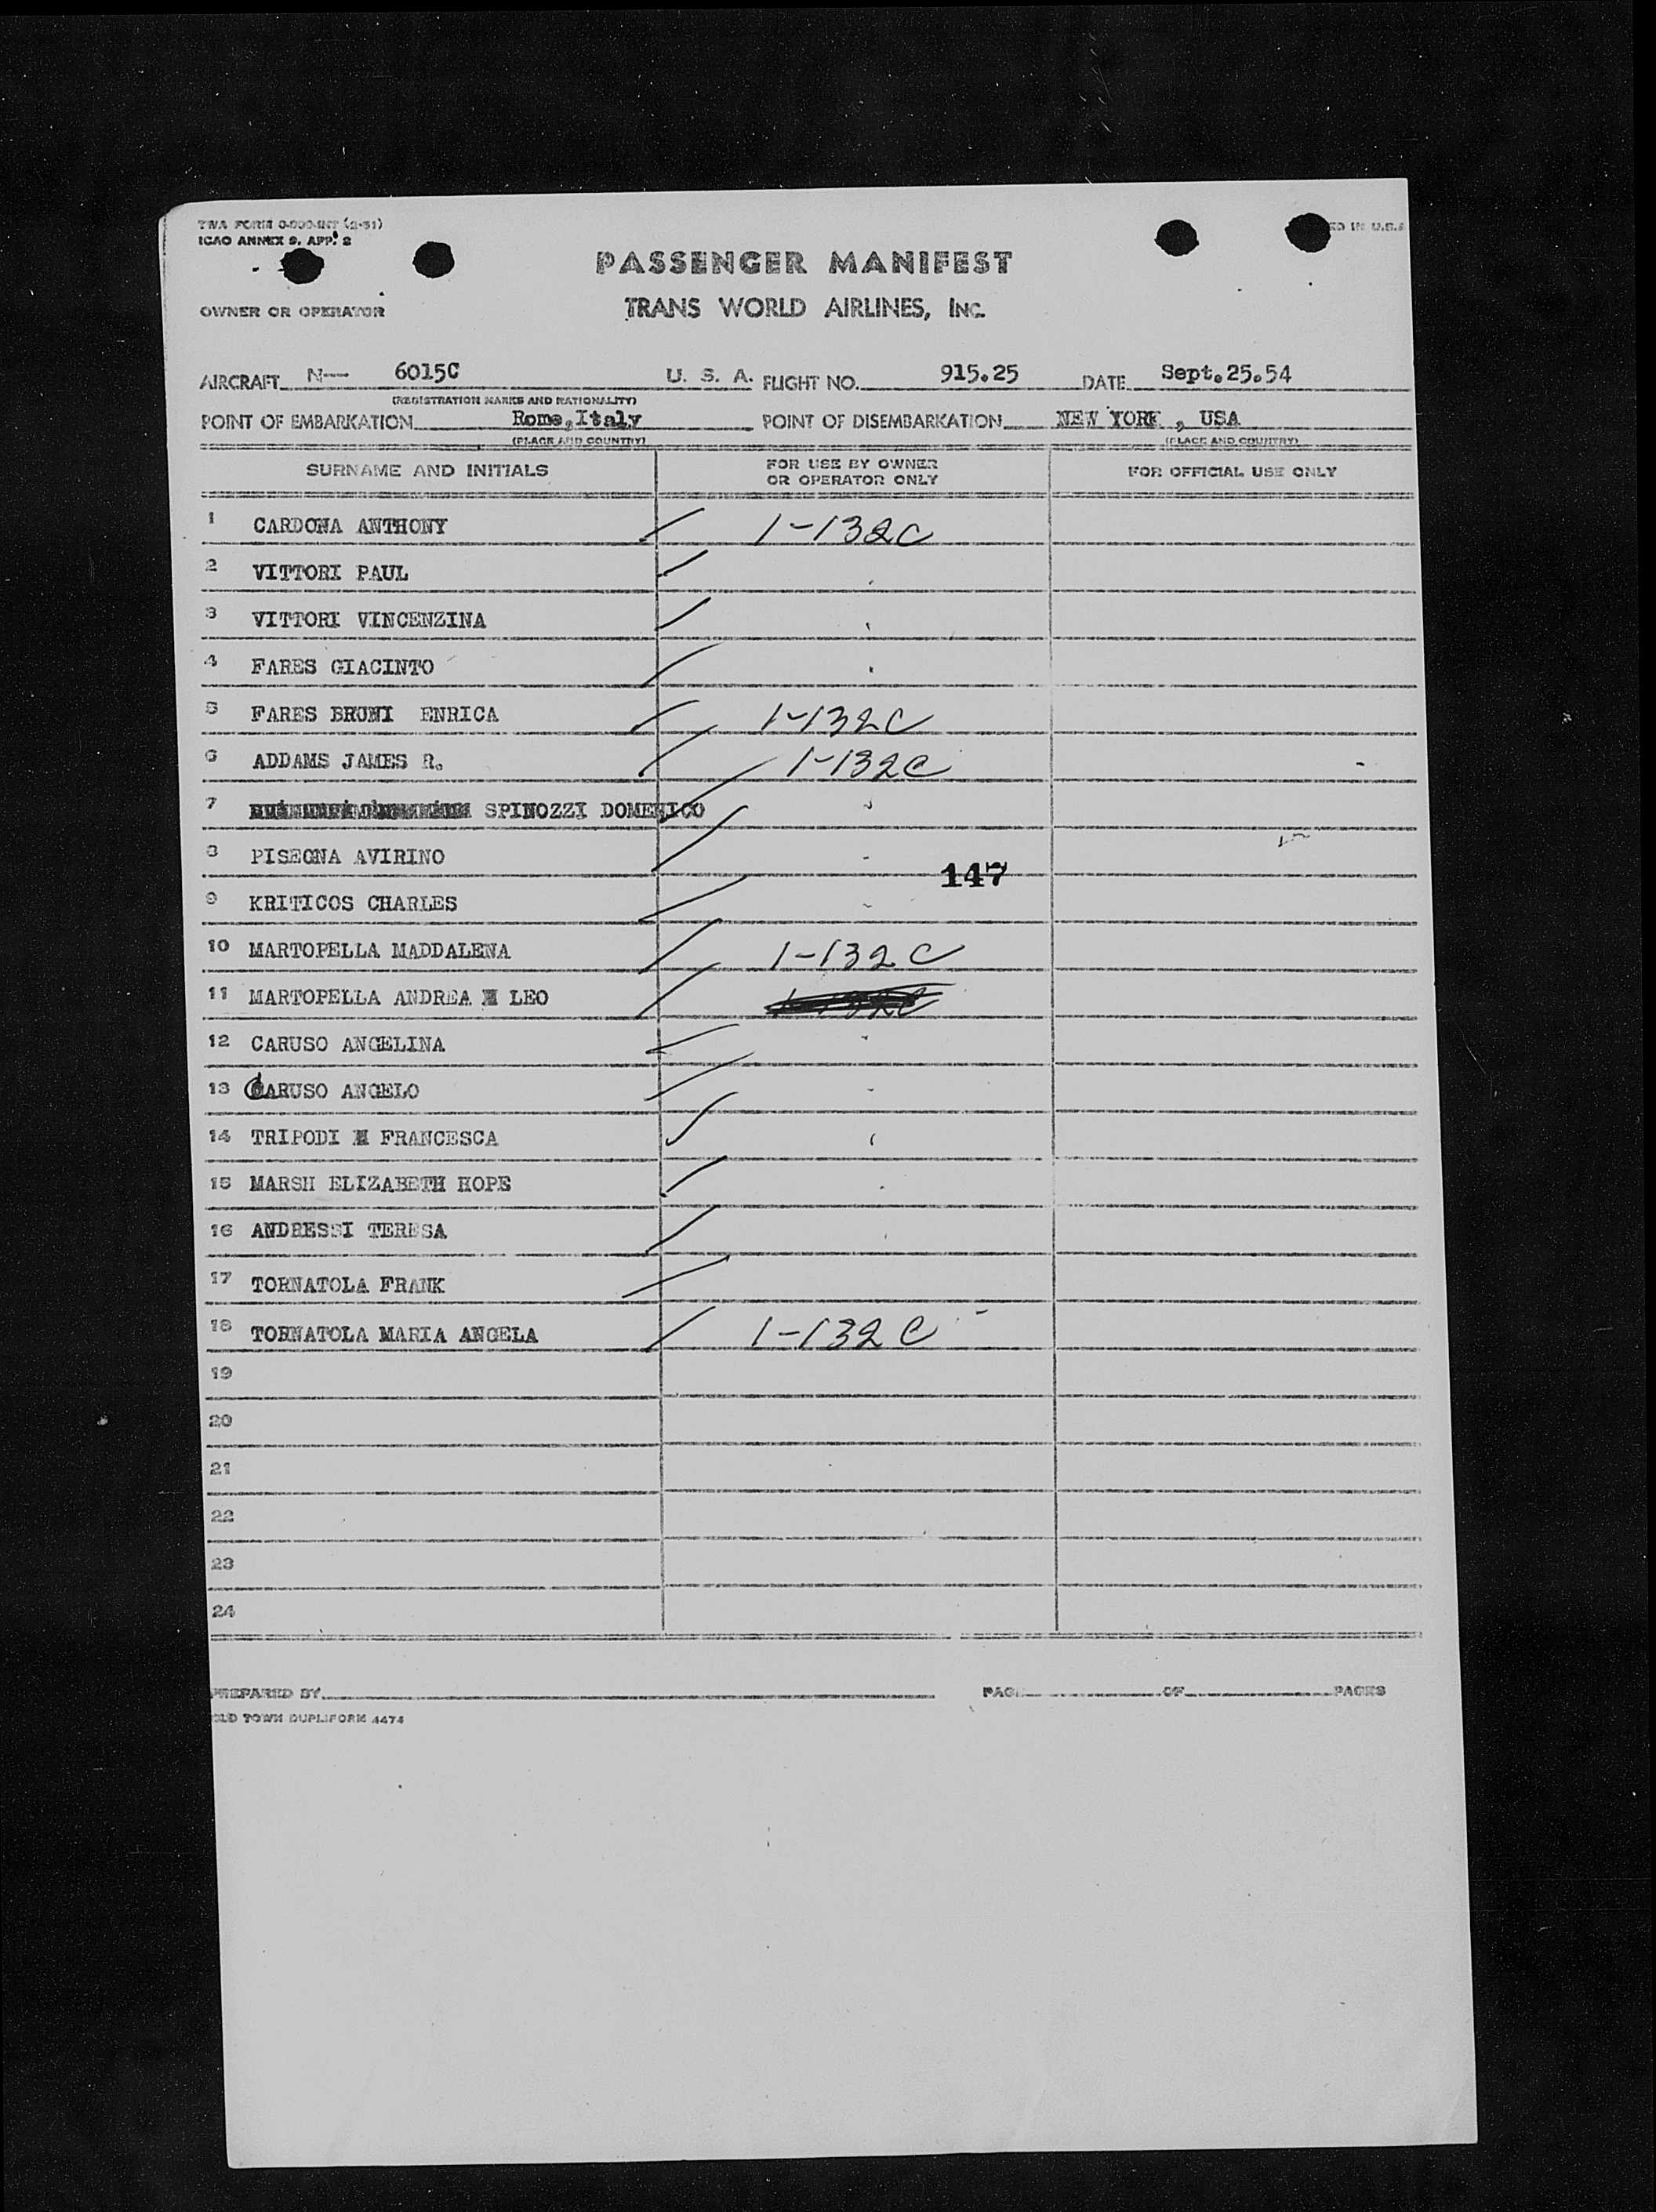 ICAO ANNEX 9, APP. 2
PASSENGER MANIFEST
OWNER OR OPERATOR TRANS WORLD AIRLINES, INC.
AIRCRAFT N— 6015C U. S. A. FLIGHT NO. 915.25 DATE Sept.25.54
(REGISTRATION MARKS AND NATIONALITY)
POINT OF EMBARKATION Rome,Italy POINT OF DISEMBARKATION NEW YORK , USA
(PLACE AND COUNTRY) (PLACE AND COUNTRY)
SURNAME AND INITIALS FOR USE BY OWNER OR OPERATOR ONLY FOR OFFICIAL USE ONLY
1 CARDONA ANTHONY 1-132C
2 VITTORI PAUL
3 VITTORI VINCENZINA
4 FARES GIACINTO
5 FARES BRUNI ENRICA 1-132C
6 ADDAMS JAMES R. 1-132C
7 SPINOZZI DOMENICO
8 PISEGNA AVIRINO
147
9 KRITICOS CHARLES
10 MARTOPELLA MADDALENA 1-132C
11 MARTOPELLA ANDREA LEO 1-132C
12 CARUSO ANGELINA
13 CARUSO ANGELO
14 TRIPODI FRANCESCA
15 MARSH ELIZABETH HOPE
16 ANDRESSI TERESA
17 TORNATOLA FRANK
18 TORNATOLA MARIA ANGELA 1-132C
19
20
21
22
23
24
PREPARED BY PAGE OF PAGES
OLD TOWN DUPLIFORM 4474